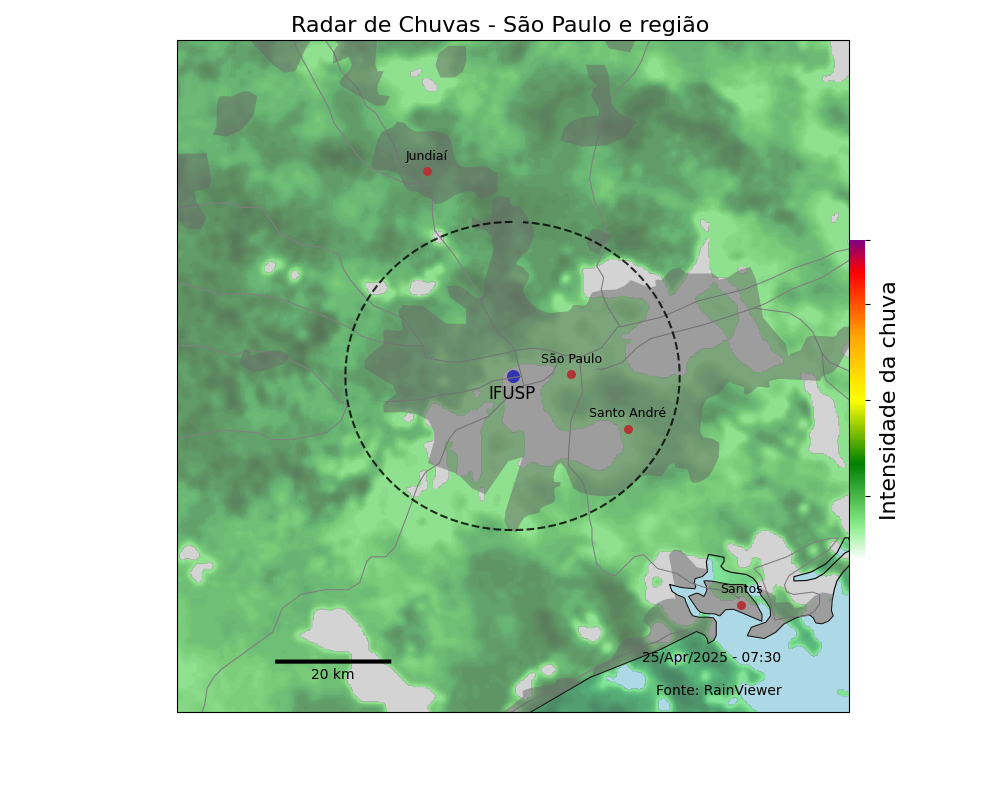 Radar de Chuvas - São Paulo e região
Jundiaí
São Paulo
IFUSP
Santo André
Santos
25/Apr/2025 - 07:30
20 km
Fonte: RainViewer
Intensidade da chuva